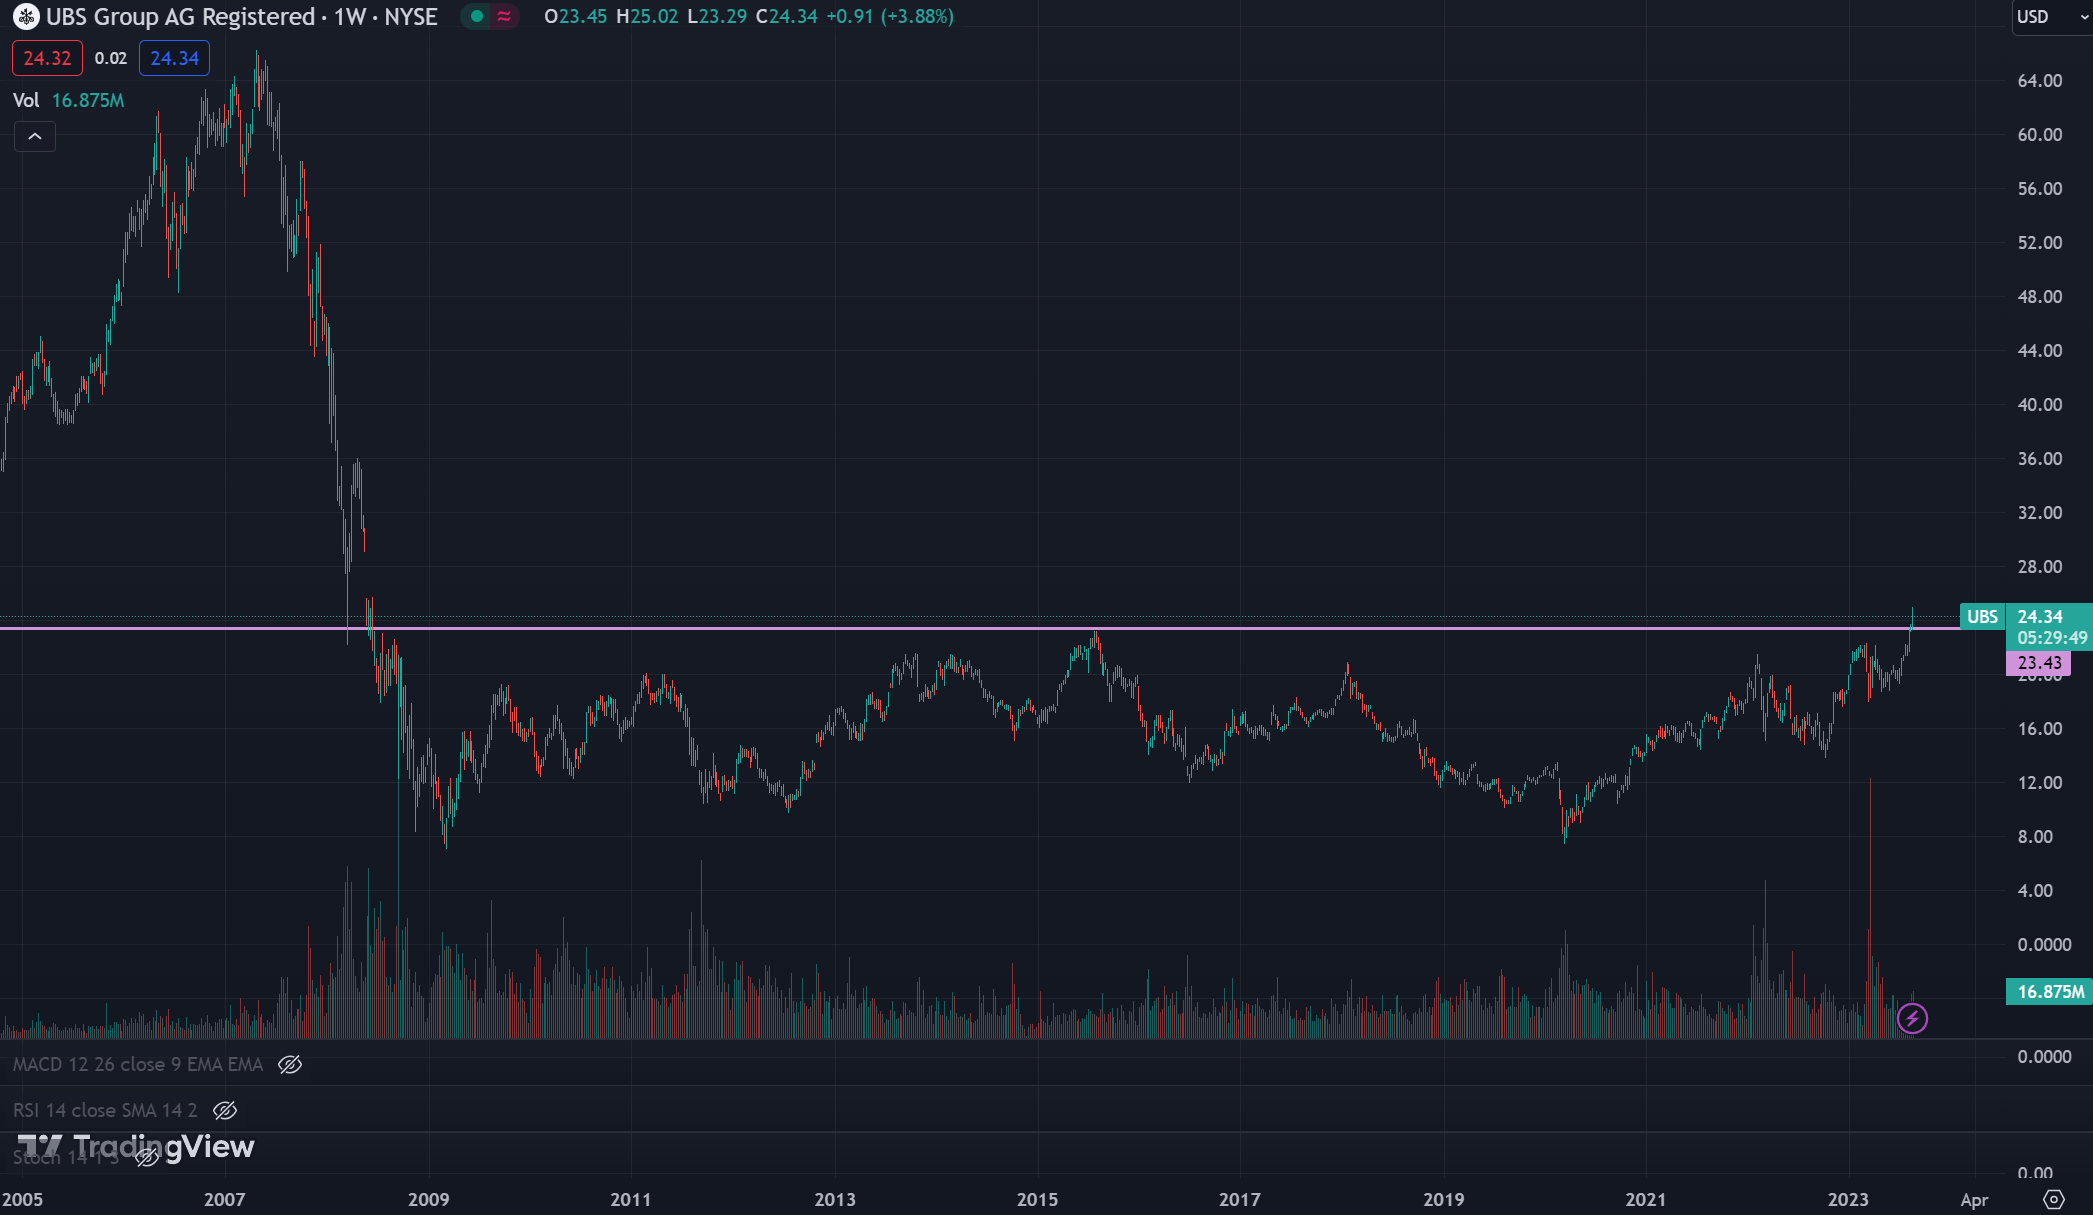 UBS Group AG Registered · 1W · NYSE ≈ O23.45 H25.02 L23.29 C24.34 +0.91 (+3.88%)
USD
24.32 0.02 24.34
Vol 16.875M
64.00
60.00
56.00
52.00
48.00
44.00
40.00
36.00
32.00
28.00
UBS 24.34
05:29:49
23.43
20.00
16.00
12.00
8.00
4.00
0.0000
16.875M
MACD 12 26 close 9 EMA EMA
0.0000
RSI 14 close SMA 14 2
TradingView
Stoch 14 1 3
0.00
2005 2007 2009 2011 2013 2015 2017 2019 2021 2023 Apr